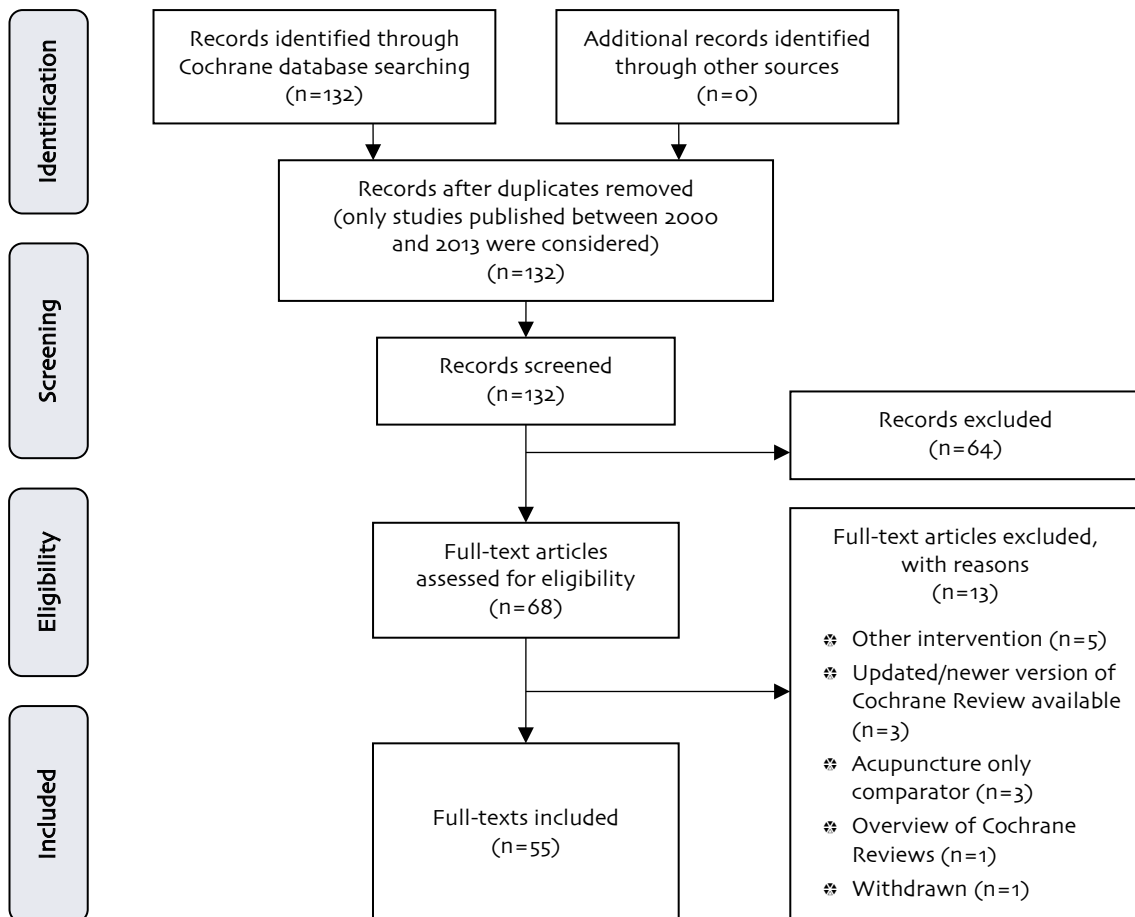 Identification
Records identified through
Cochrane database searching
(n=132)
Additional records identified
through other sources
(n=0)
Records after duplicates removed
(only studies published between 2000
and 2013 were considered)
(n=132)
Screening
Records screened
(n=132)
Records excluded
(n=64)
Eligibility
Full-text articles
assessed for eligibility
(n=68)
Full-text articles excluded,
with reasons
(n=13)
Other intervention (n=5)
Updated/newer version of
Cochrane Review available
(n=3)
Acupuncture only
comparator (n=3)
Overview of Cochrane
Reviews (n=1)
Withdrawn (n=1)
Included
Full-texts included
(n=55)